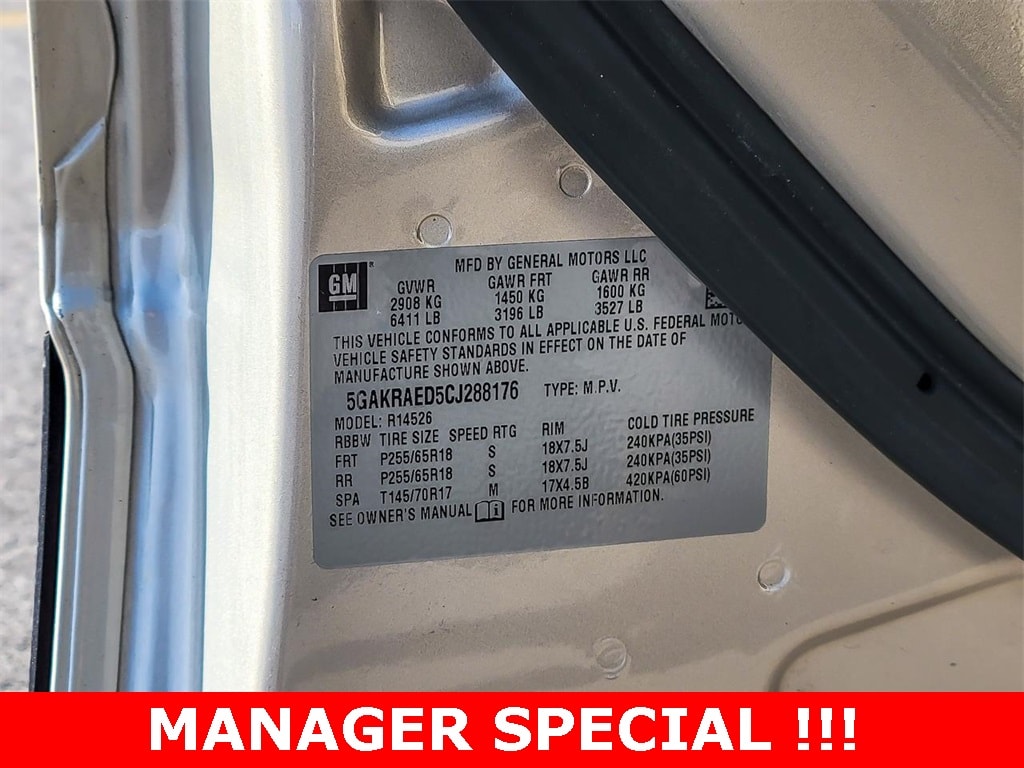 GM ®
MFD BY GENERAL MOTORS LLC
GVWR GAWR FRT GAWR RR
2908 KG 1450 KG 1600 KG
6411 LB 3196 LB 3527 LB
THIS VEHICLE CONFORMS TO ALL APPLICABLE U.S. FEDERAL
VEHICLE SAFETY STANDARDS IN EFFECT ON THE DATE OF
MANUFACTURE SHOWN ABOVE.
5GAKRAED5CJ288176 TYPE: M.P.V.
MODEL: R14526
RBBW TIRE SIZE SPEED RTG RIM COLD TIRE PRESSURE
FRT P255/65R18 S 18X7.5J 240KPA(35PSI)
RR P255/65R18 S 18X7.5J 240KPA(35PSI)
SPA T145/70R17 M 17X4.5B 420KPA(60PSI)
SEE OWNER'S MANUAL i FOR MORE INFORMATION.
MANAGER SPECIAL !!!